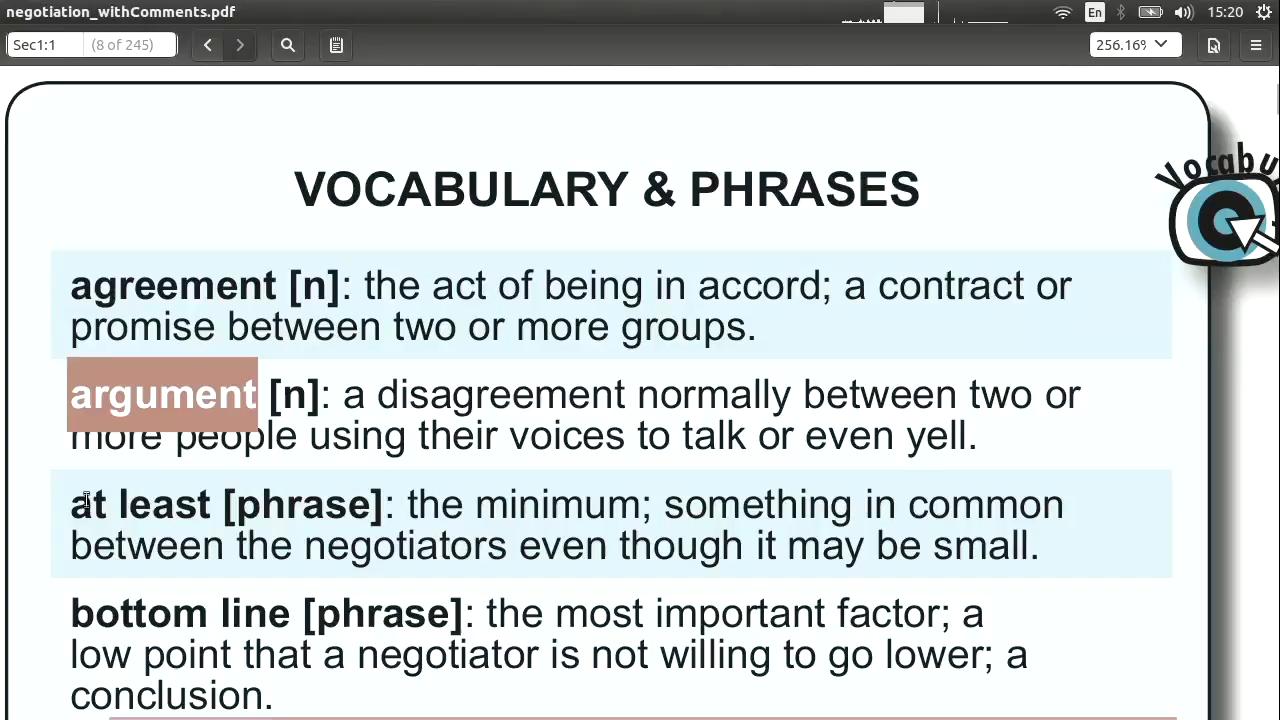 negotiation_withComments.pdf
En
15:20
Sec1:1
(8 of 245)
256.16%
VOCABULARY & PHRASES
Vocabu
agreement [n]: the act of being in accord; a contract or
promise between two or more groups.
argument [n]: a disagreement normally between two or
more people using their voices to talk or even yell.
at least [phrase]: the minimum; something in common
between the negotiators even though it may be small.
bottom line [phrase]: the most important factor; a
low point that a negotiator is not willing to go lower; a
conclusion.